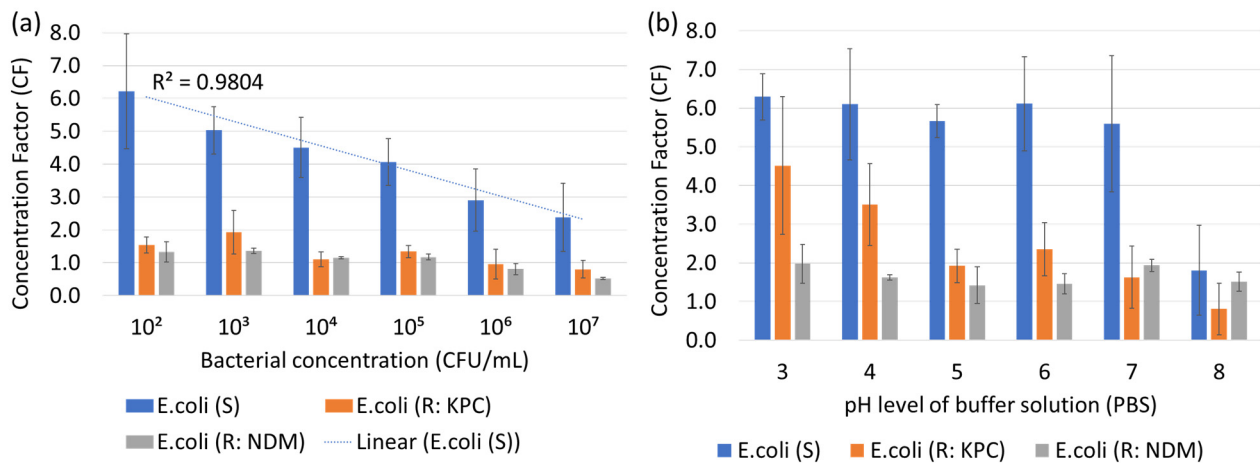 (a)
8.0
7.0
6.0
5.0
4.0
3.0
2.0
1.0
0.0
Concentration Factor (CF)
R² = 0.9804
10² 10³ 10⁴ 10⁵ 10⁶ 10⁷
Bacterial concentration (CFU/mL)
E.coli (S) E.coli (R: KPC)
E.coli (R: NDM) Linear (E.coli (S))
(b)
8.0
7.0
6.0
5.0
4.0
3.0
2.0
1.0
0.0
Concentration Factor (CF)
3 4 5 6 7 8
pH level of buffer solution (PBS)
E.coli (S) E.coli (R: KPC) E.coli (R: NDM)